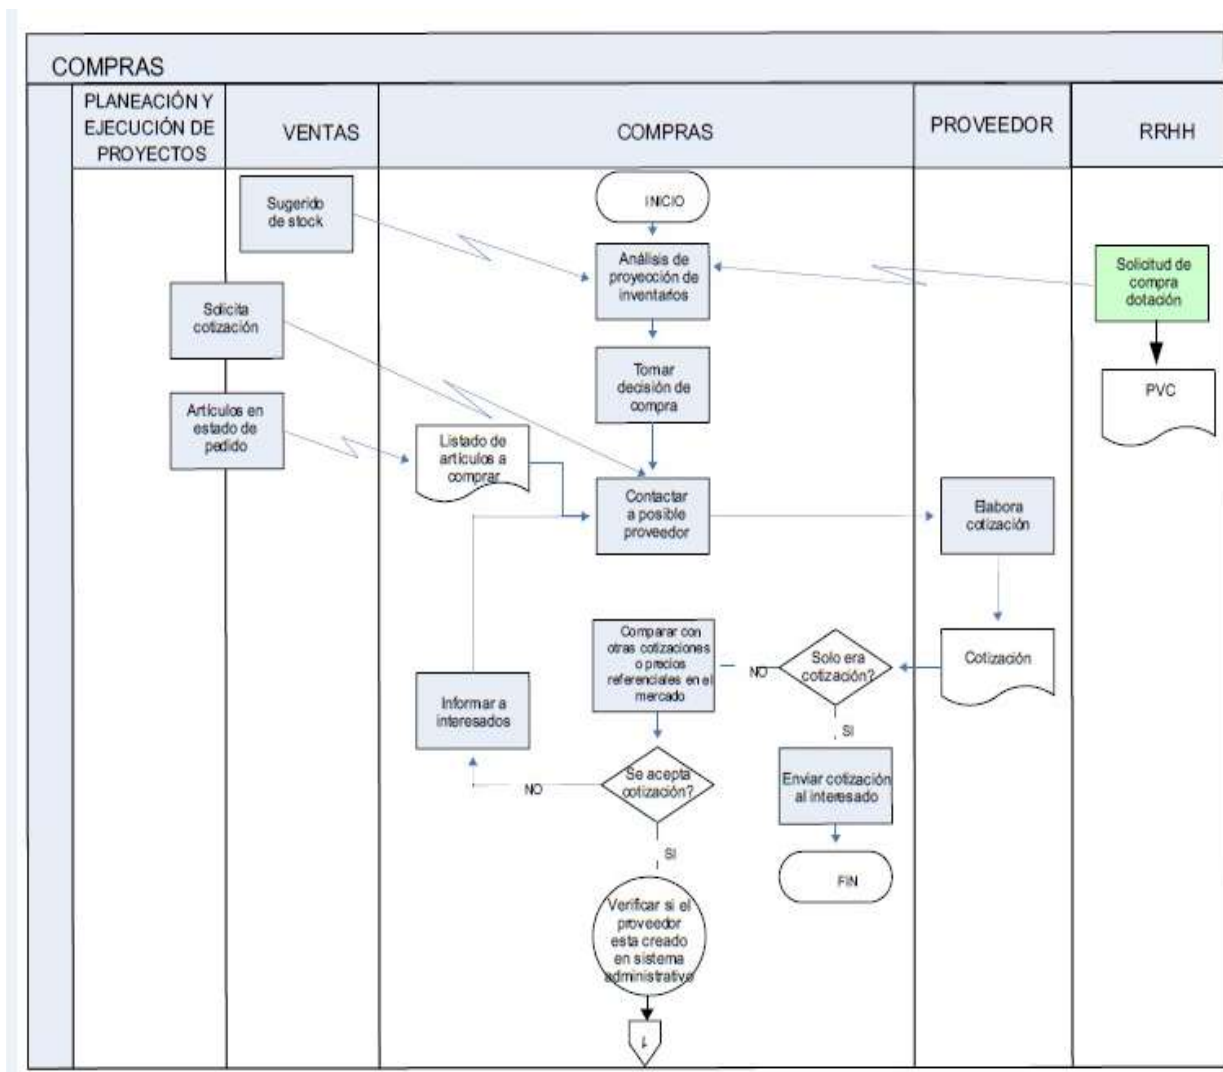 COMPRAS
PLANEACIÓN Y
EJECUCIÓN DE
PROYECTOS
VENTAS
COMPRAS
PROVEEDOR
RRHH
Sugerido
de stock
INICIO
Análisis de
proyección de
inventarios
Solicitud de
compra
dotación
Solicita
cotización
Tomar
decisión de
compra
PVC
Artículos en
estado de
pedido
Listado de
artículos a
comprar
Contactar
a posible
proveedor
Elabora
cotización
Comparar con
otras cotizaciones
o precios
referenciales en el
mercado
NO
Solo era
cotización?
Cotización
Informar a
interesados
SI
Se acepta
cotización?
NO
Enviar cotización
al interesado
SI
FIN
Verificar si el
proveedor
esta creado
en sistema
administrativo